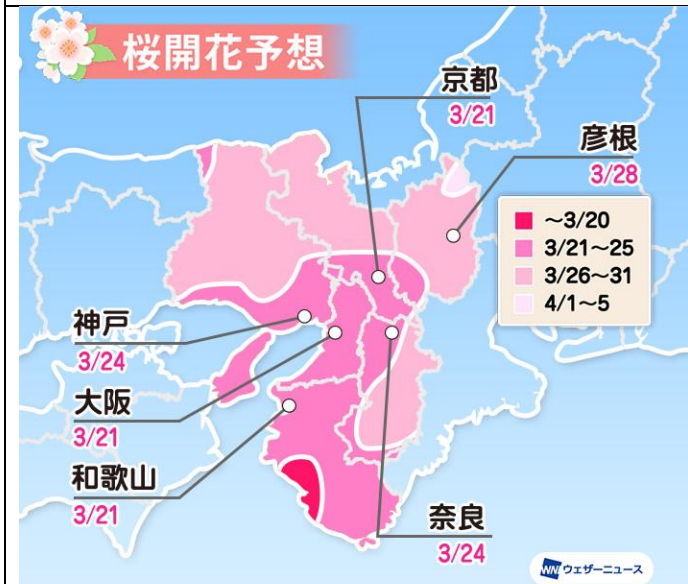 桜開花予想
京都
3/21
彦根
3/28
～3/20
3/21～25
3/26～31
4/1～5
神戸
3/24
大阪
3/21
和歌山
3/21
奈良
3/24
WNI ウェザーニュース